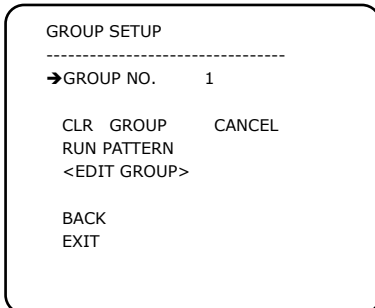 GROUP SETUP
---------------------------------
➔GROUP NO. 1
CLR GROUP CANCEL
RUN PATTERN
<EDIT GROUP>
BACK
EXIT